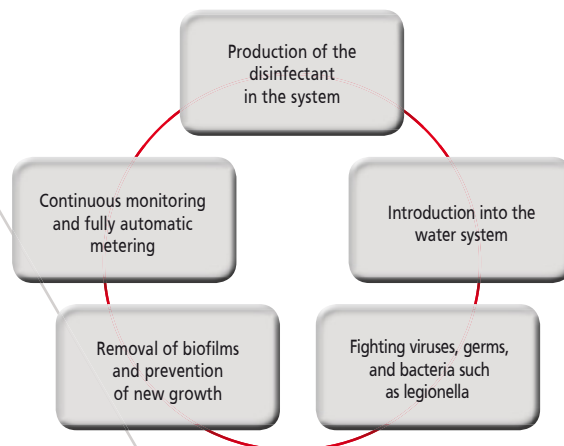 Production of the
disinfectant
in the system
Introduction into the
water system
Fighting viruses, germs,
and bacteria such
as legionella
Removal of biofilms
and prevention
of new growth
Continuous monitoring
and fully automatic
metering